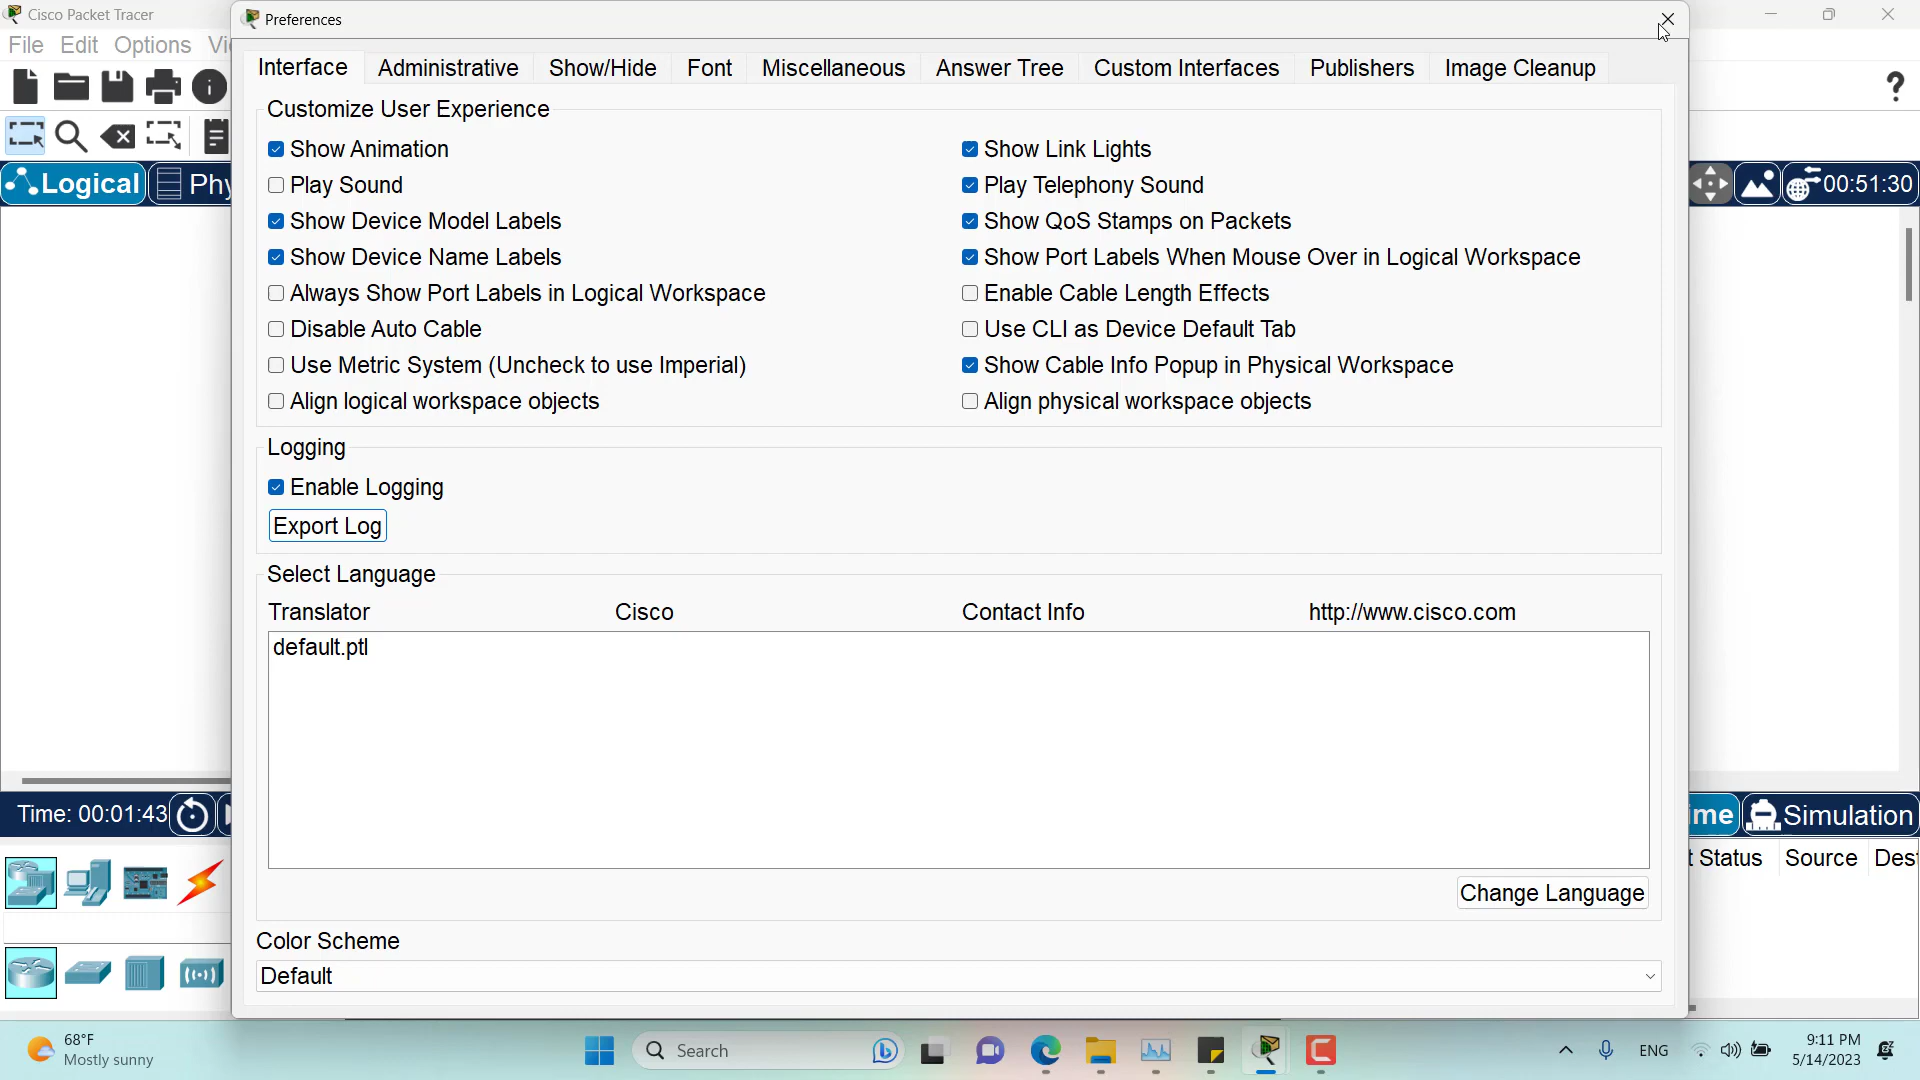 Cisco Packet Tracer
Preferences
File Edit Options
Interface Administrative Show/Hide Font Miscellaneous Answer Tree Custom Interfaces Publishers Image Cleanup
Customize User Experience
Show Animation
Show Link Lights
Play Sound
Play Telephony Sound
Logical
00:51:30
Show Device Model Labels
Show QoS Stamps on Packets
Show Device Name Labels
Show Port Labels When Mouse Over in Logical Workspace
Always Show Port Labels in Logical Workspace
Enable Cable Length Effects
Disable Auto Cable
Use CLI as Device Default Tab
Use Metric System (Uncheck to use Imperial)
Show Cable Info Popup in Physical Workspace
Align logical workspace objects
Align physical workspace objects
Logging
Enable Logging
Export Log
Select Language
Translator Cisco Contact Info http://www.cisco.com
default.ptl
Time: 00:01:43
Simulation
Status Source
Change Language
Color Scheme
Default
68°F
Mostly sunny
Search
ENG
9:11 PM
5/14/2023